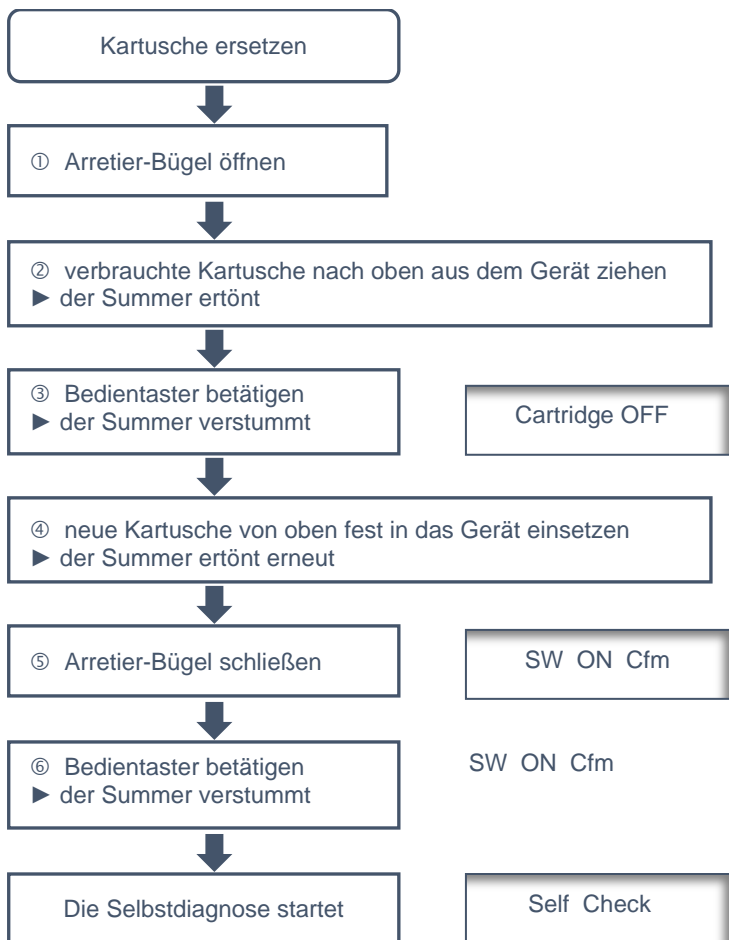 Kartusche ersetzen
① Arretier-Bügel öffnen
② verbrauchte Kartusche nach oben aus dem Gerät ziehen
► der Summer ertönt
③ Bedientaster betätigen
► der Summer verstummt
Cartridge OFF
④ neue Kartusche von oben fest in das Gerät einsetzen
► der Summer ertönt erneut
⑤ Arretier-Bügel schließen
SW ON Cfm
⑥ Bedientaster betätigen
► der Summer verstummt
SW ON Cfm
Die Selbstdiagnose startet
Self Check